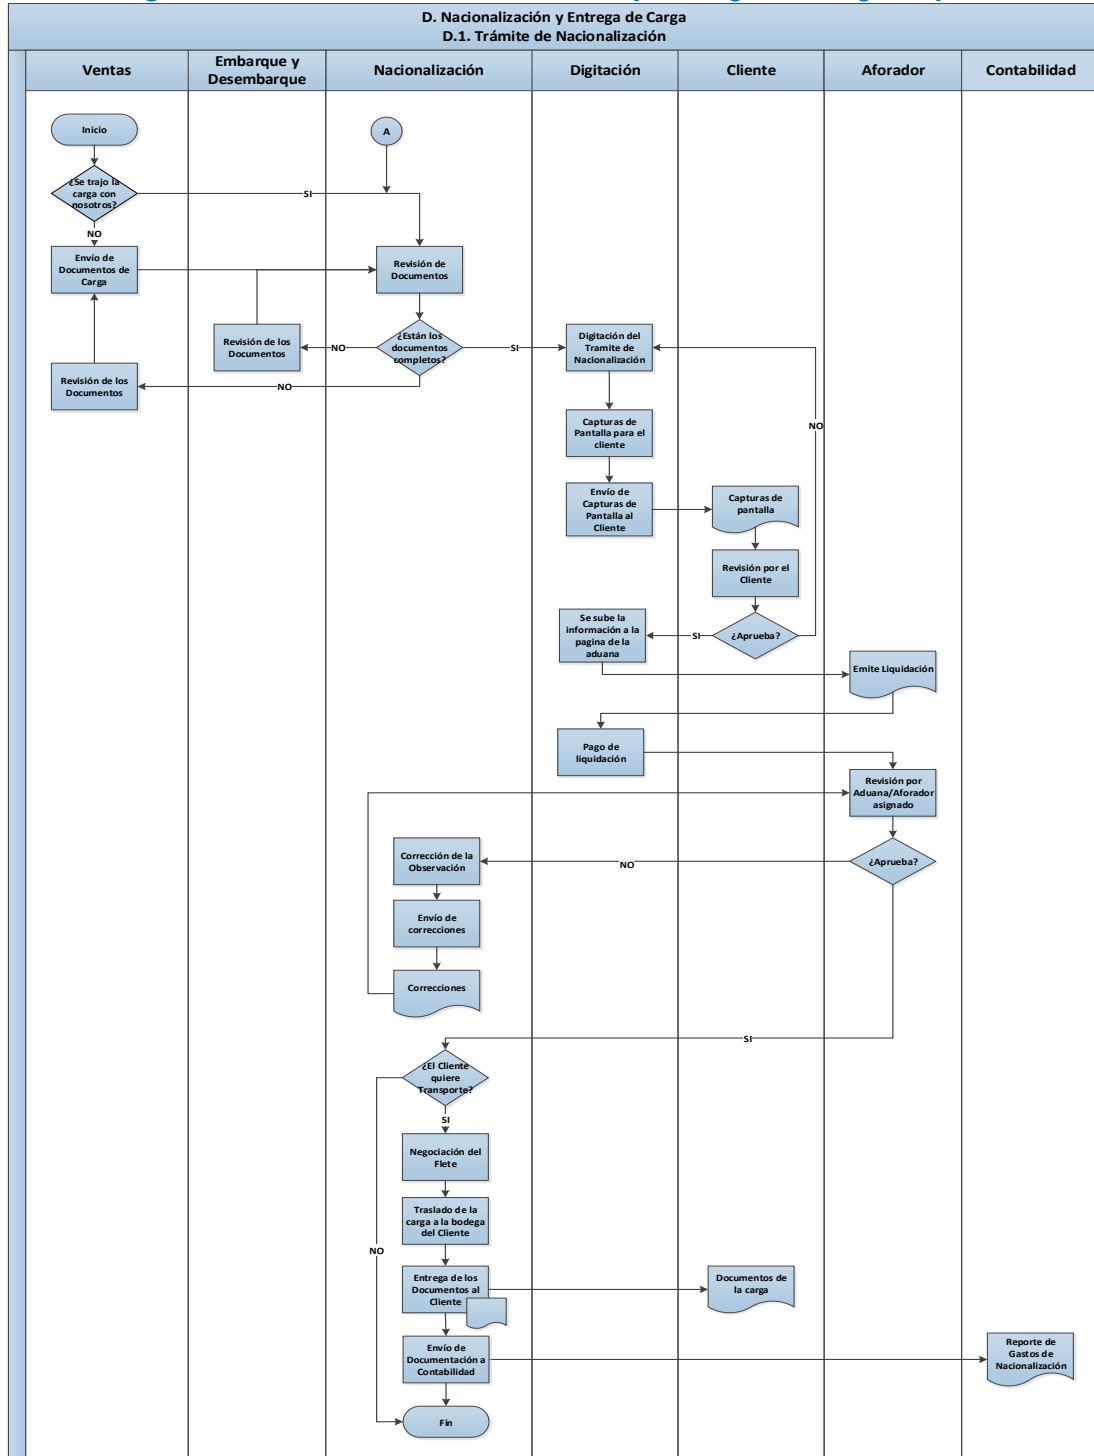 D. Nacionalización y Entrega de Carga
D.1. Trámite de Nacionalización
Ventas
Embarque y
Desembarque
Nacionalización
Digitación
Cliente
Aforador
Contabilidad
Inicio
A
¿Se trajo la
carga con
nosotros?
SI
NO
Envío de
Documentos de
Carga
Revisión de
Documentos
Revisión de los
Documentos
NO
¿Están los
documentos
completos?
SI
Digitación del
Tramite de
Nacionalización
Revisión de los
Documentos
NO
Capturas de
Pantalla para el
cliente
NO
Envío de
Capturas de
Pantalla al
Cliente
Capturas de
pantalla
Revisión por el
Cliente
Se sube la
información a la
pagina de la
aduana
SI
¿Aprueba?
Emite Liquidación
Pago de
liquidación
Revisión por
Aduana/Aforador
asignado
Corrección de la
Observación
NO
¿Aprueba?
Envío de
correcciones
Correcciones
SI
¿El Cliente
quiere
Transporte?
SI
Negociación del
Flete
Traslado de la
carga a la bodega
del Cliente
NO
Entrega de los
Documentos al
Cliente
Documentos de
la carga
Envío de
Documentación a
Contabilidad
Reporte de
Gastos de
Nacionalización
Fin